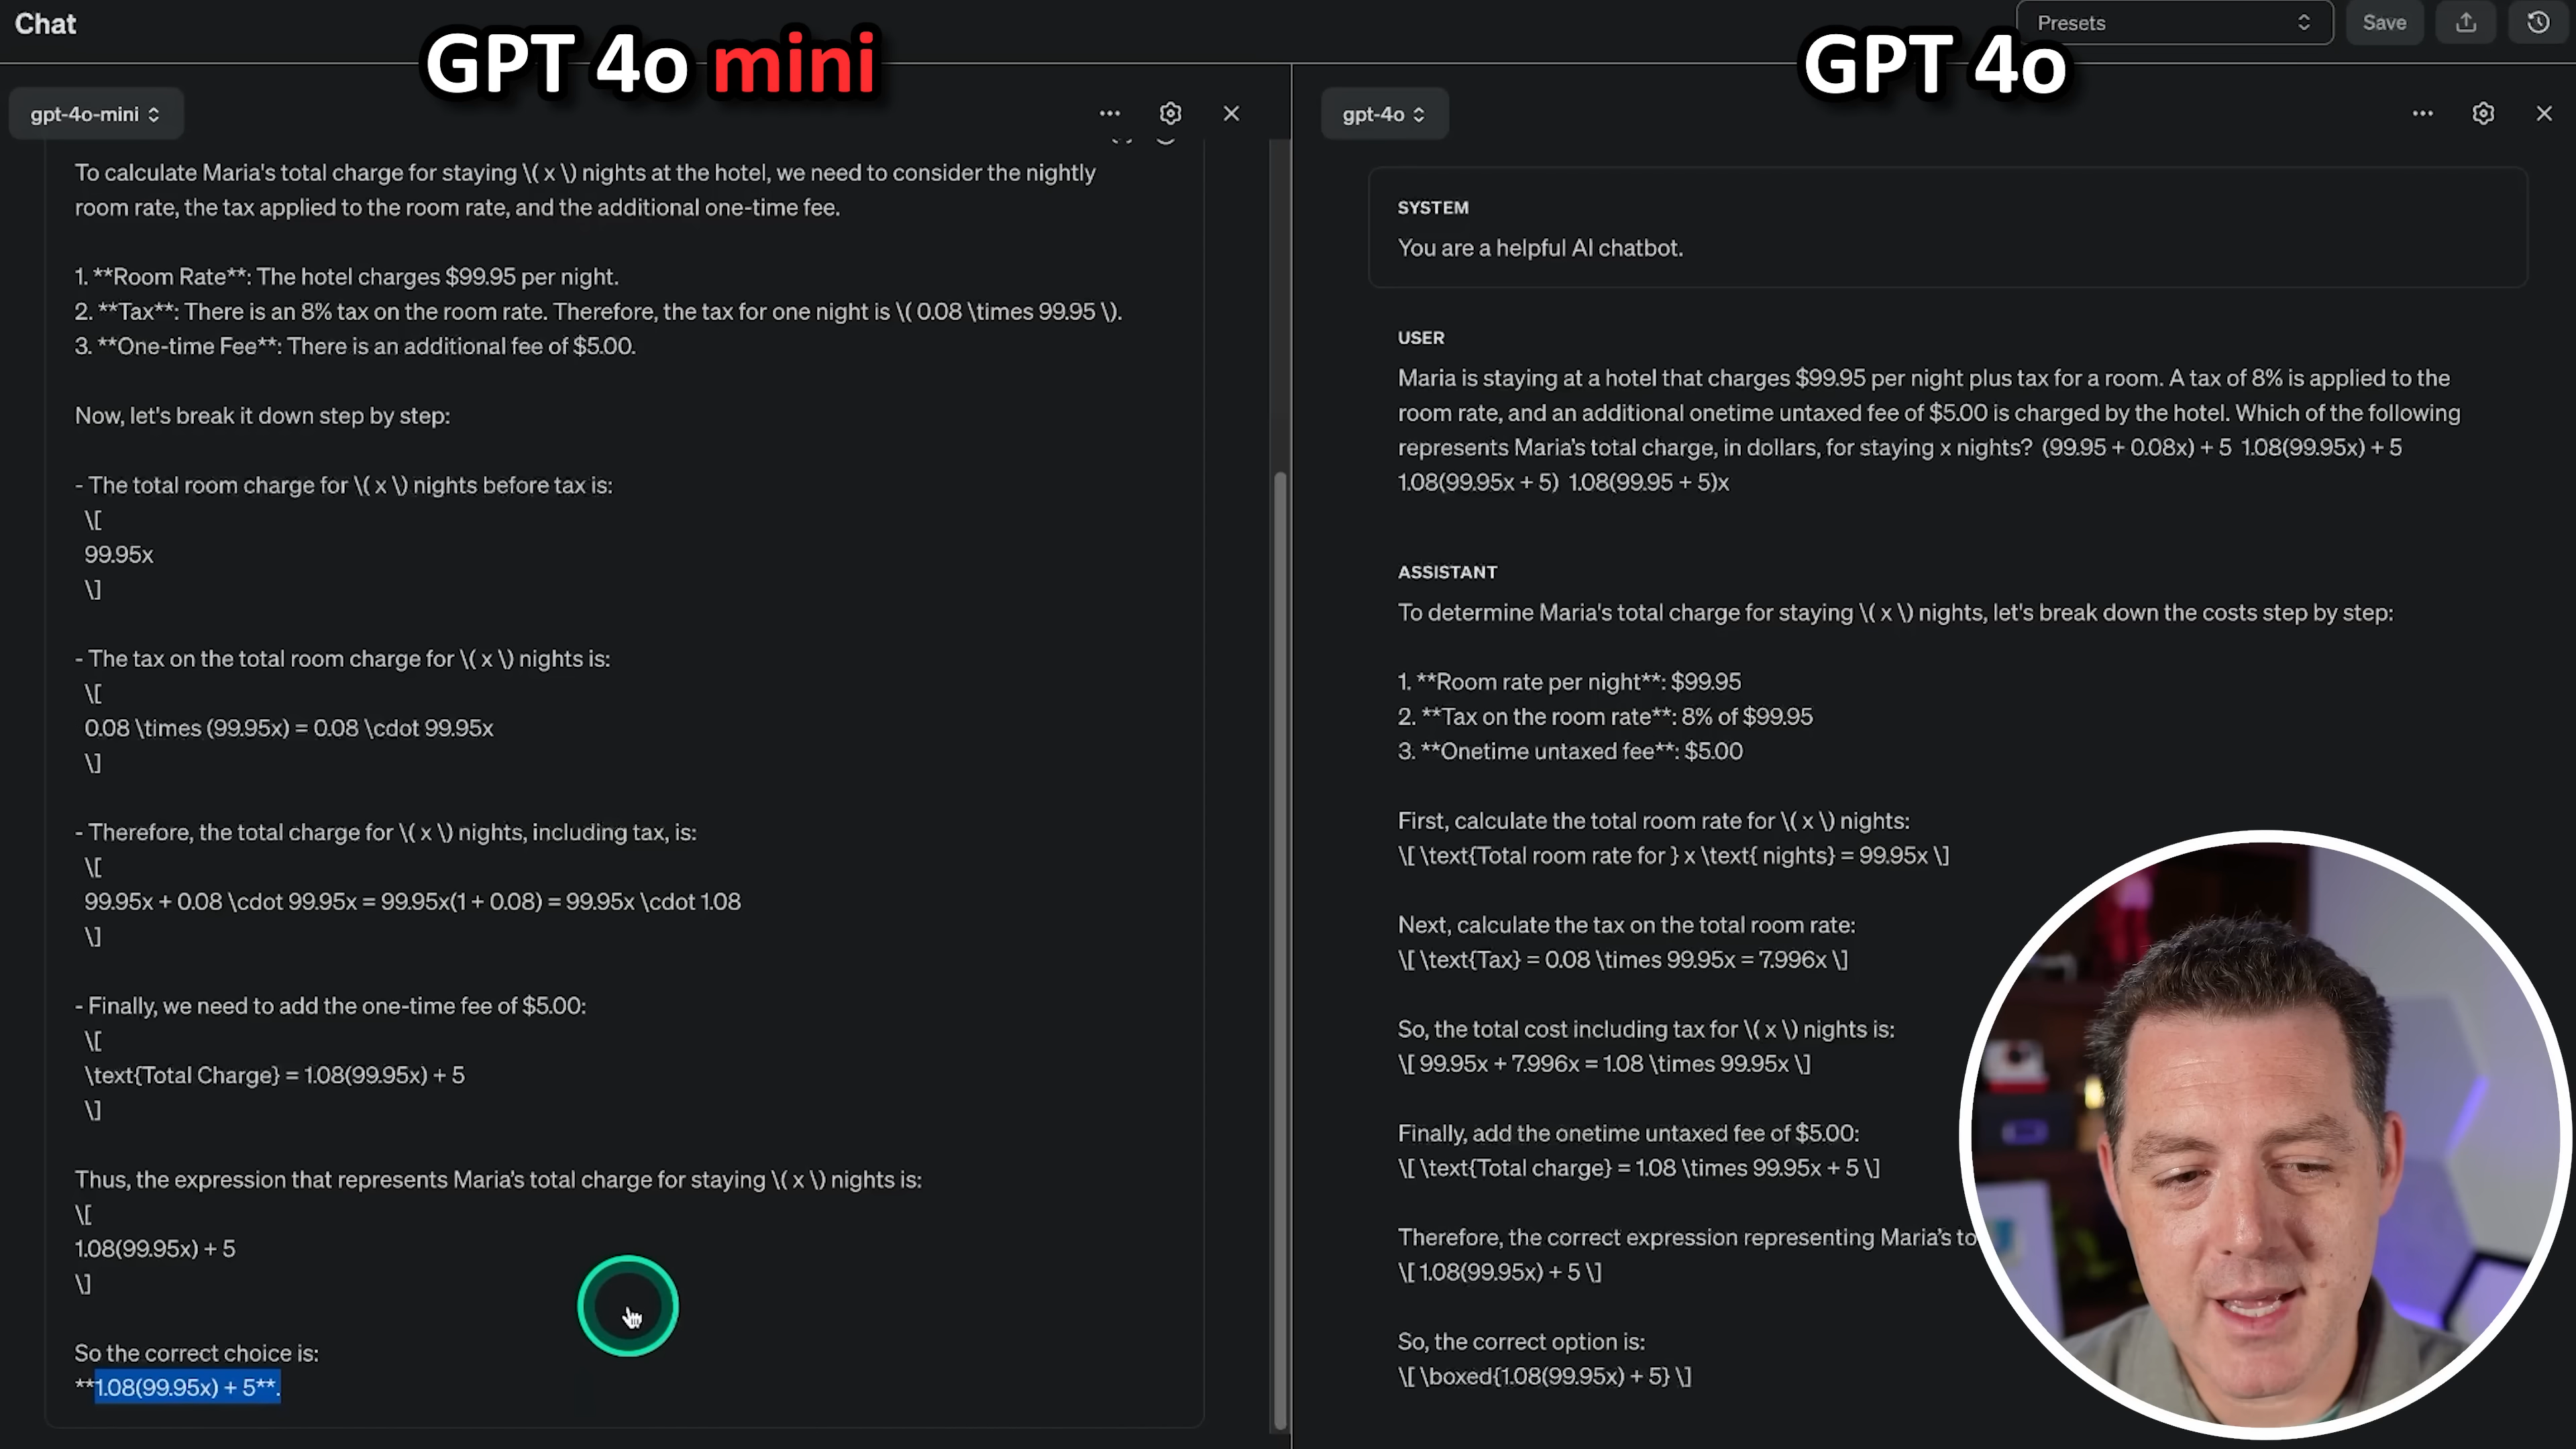 Chat
GPT 4o mini
GPT 4o
Presets
Save
gpt-4o-mini
To calculate Maria's total charge for staying \( x \) nights at the hotel, we need to consider the nightly
room rate, the tax applied to the room rate, and the additional one-time fee.
1. **Room Rate**: The hotel charges $99.95 per night.
2. **Tax**: There is an 8% tax on the room rate. Therefore, the tax for one night is \( 0.08 \times 99.95 \).
3. **One-time Fee**: There is an additional fee of $5.00.
Now, let's break it down step by step:
- The total room charge for \( x \) nights before tax is:
\[
99.95x
\]
- The tax on the total room charge for \( x \) nights is:
\[
0.08 \times (99.95x) = 0.08 \cdot 99.95x
\]
- Therefore, the total charge for \( x \) nights, including tax, is:
\[
99.95x + 0.08 \cdot 99.95x = 99.95x(1 + 0.08) = 99.95x \cdot 1.08
\]
- Finally, we need to add the one-time fee of $5.00:
\[
\text{Total Charge} = 1.08(99.95x) + 5
\]
Thus, the expression that represents Maria's total charge for staying \( x \) nights is:
\[
1.08(99.95x) + 5
\]
So the correct choice is:
**1.08(99.95x) + 5**.
gpt-4o
SYSTEM
You are a helpful AI chatbot.
USER
Maria is staying at a hotel that charges $99.95 per night plus tax for a room. A tax of 8% is applied to the
room rate, and an additional onetime untaxed fee of $5.00 is charged by the hotel. Which of the following
represents Maria’s total charge, in dollars, for staying x nights? (99.95 + 0.08x) + 5 1.08(99.95x) + 5
1.08(99.95x + 5) 1.08(99.95 + 5)x
ASSISTANT
To determine Maria's total charge for staying \( x \) nights, let's break down the costs step by step:
1. **Room rate per night**: $99.95
2. **Tax on the room rate**: 8% of $99.95
3. **Onetime untaxed fee**: $5.00
First, calculate the total room rate for \( x \) nights:
\[ \text{Total room rate for } x \text{ nights} = 99.95x \]
Next, calculate the tax on the total room rate:
\[ \text{Tax} = 0.08 \times 99.95x = 7.996x \]
So, the total cost including tax for \( x \) nights is:
\[ 99.95x + 7.996x = 1.08 \times 99.95x \]
Finally, add the onetime untaxed fee of $5.00:
\[ \text{Total charge} = 1.08 \times 99.95x + 5 \]
Therefore, the correct expression representing Maria’s to
\[ 1.08(99.95x) + 5 \]
So, the correct option is:
\[ \boxed{1.08(99.95x) + 5} \]